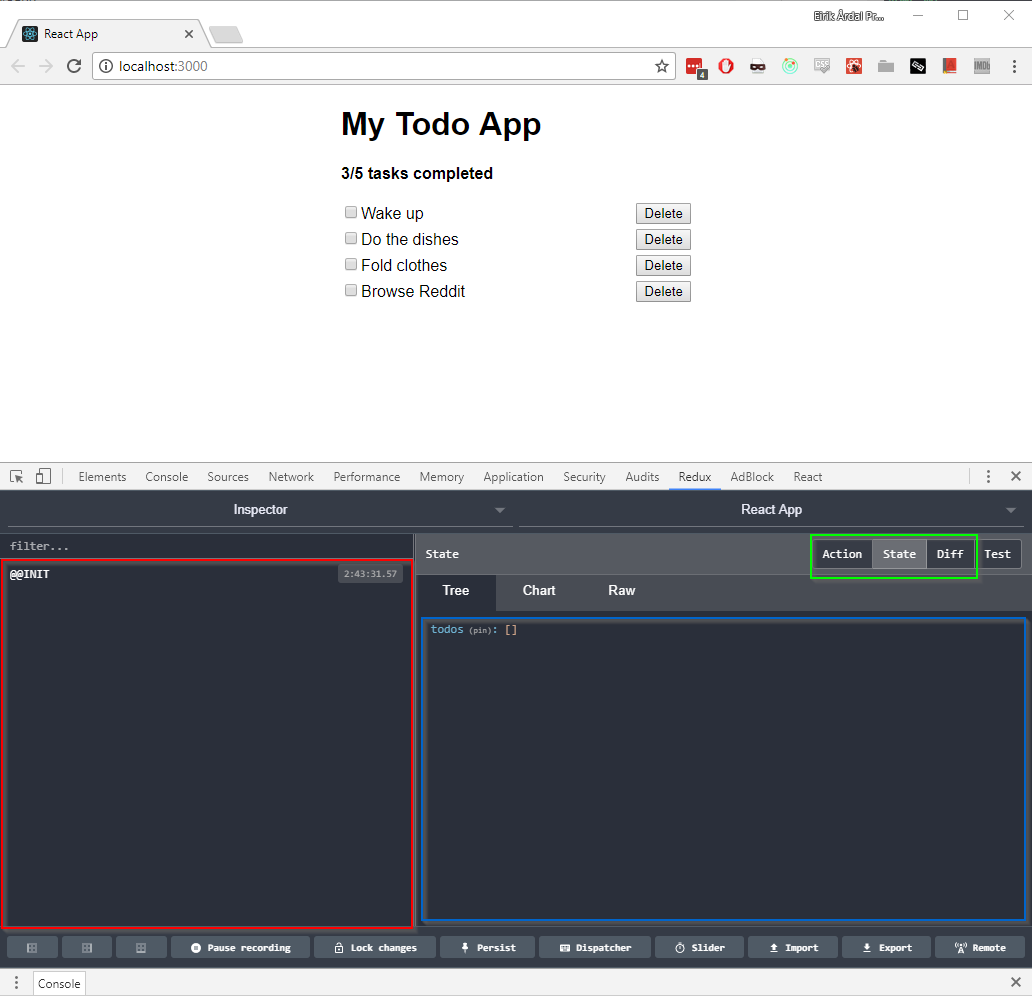 Eirik Årdal Pr...
React App
localhost:3000
4
CSS
IMDb
My Todo App
3/5 tasks completed
Wake up Delete
Do the dishes Delete
Fold clothes Delete
Browse Reddit Delete
Elements Console Sources Network Performance Memory Application Security Audits Redux AdBlock React
Inspector React App
filter...
State Action State Diff Test
@@INIT 2:43:31.57
Tree Chart Raw
todos (pin): []
Pause recording Lock changes Persist Dispatcher Slider Import Export Remote
Console